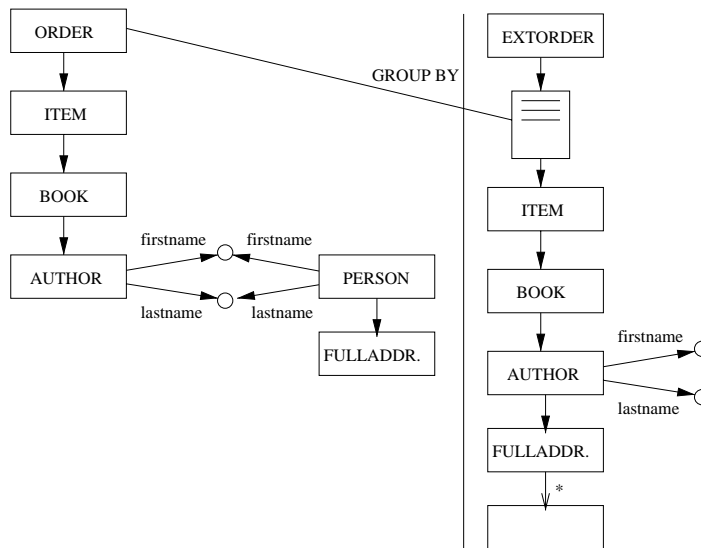 ORDER
ITEM
BOOK
AUTHOR
firstname
firstname
lastname
lastname
PERSON
FULLADDR.
GROUP BY
EXTORDER
ITEM
BOOK
AUTHOR
firstname
lastname
FULLADDR.
*